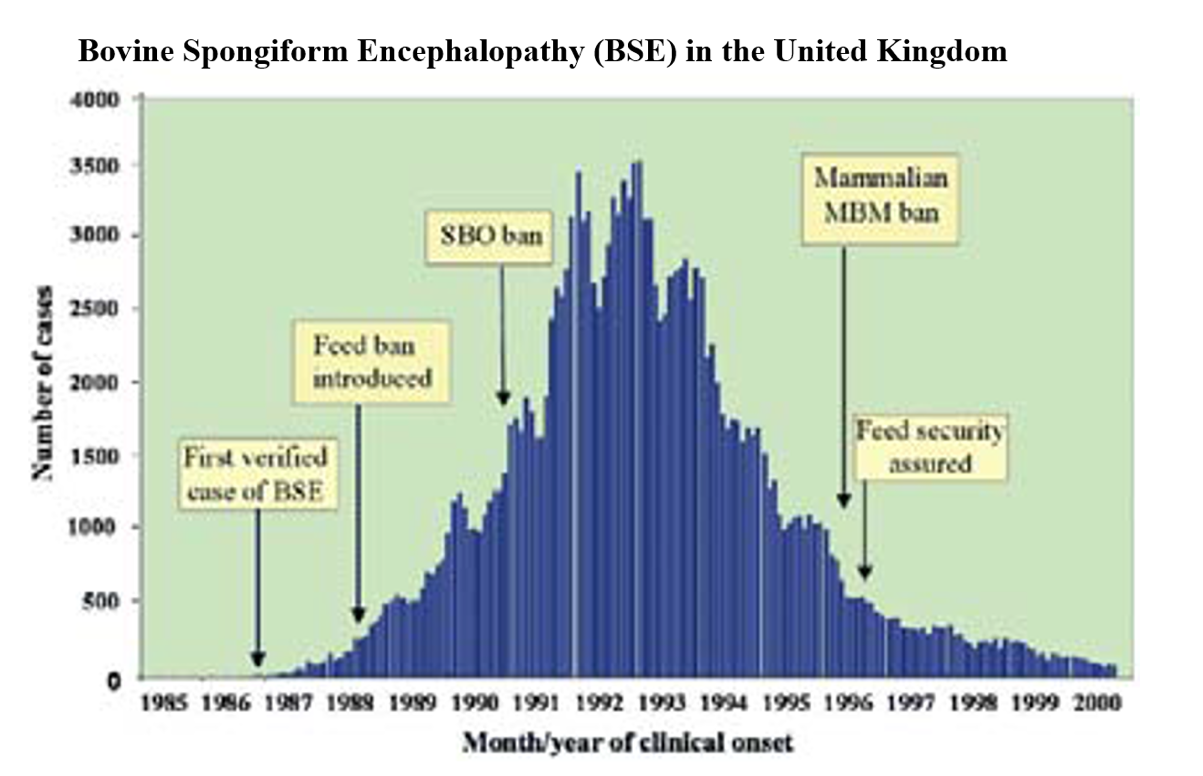 Bovine Spongiform Encephalopathy (BSE) in the United Kingdom
4000
3500
3000
2500
2000
1500
1000
500
0
Number of cases
First verified
case of BSE
Feed ban
introduced
SBO ban
Mammalian
MBM ban
Feed security
assured
1985 1986 1987 1988 1989 1990 1991 1992 1993 1994 1995 1996 1997 1998 1999 2000
Month/year of clinical onset